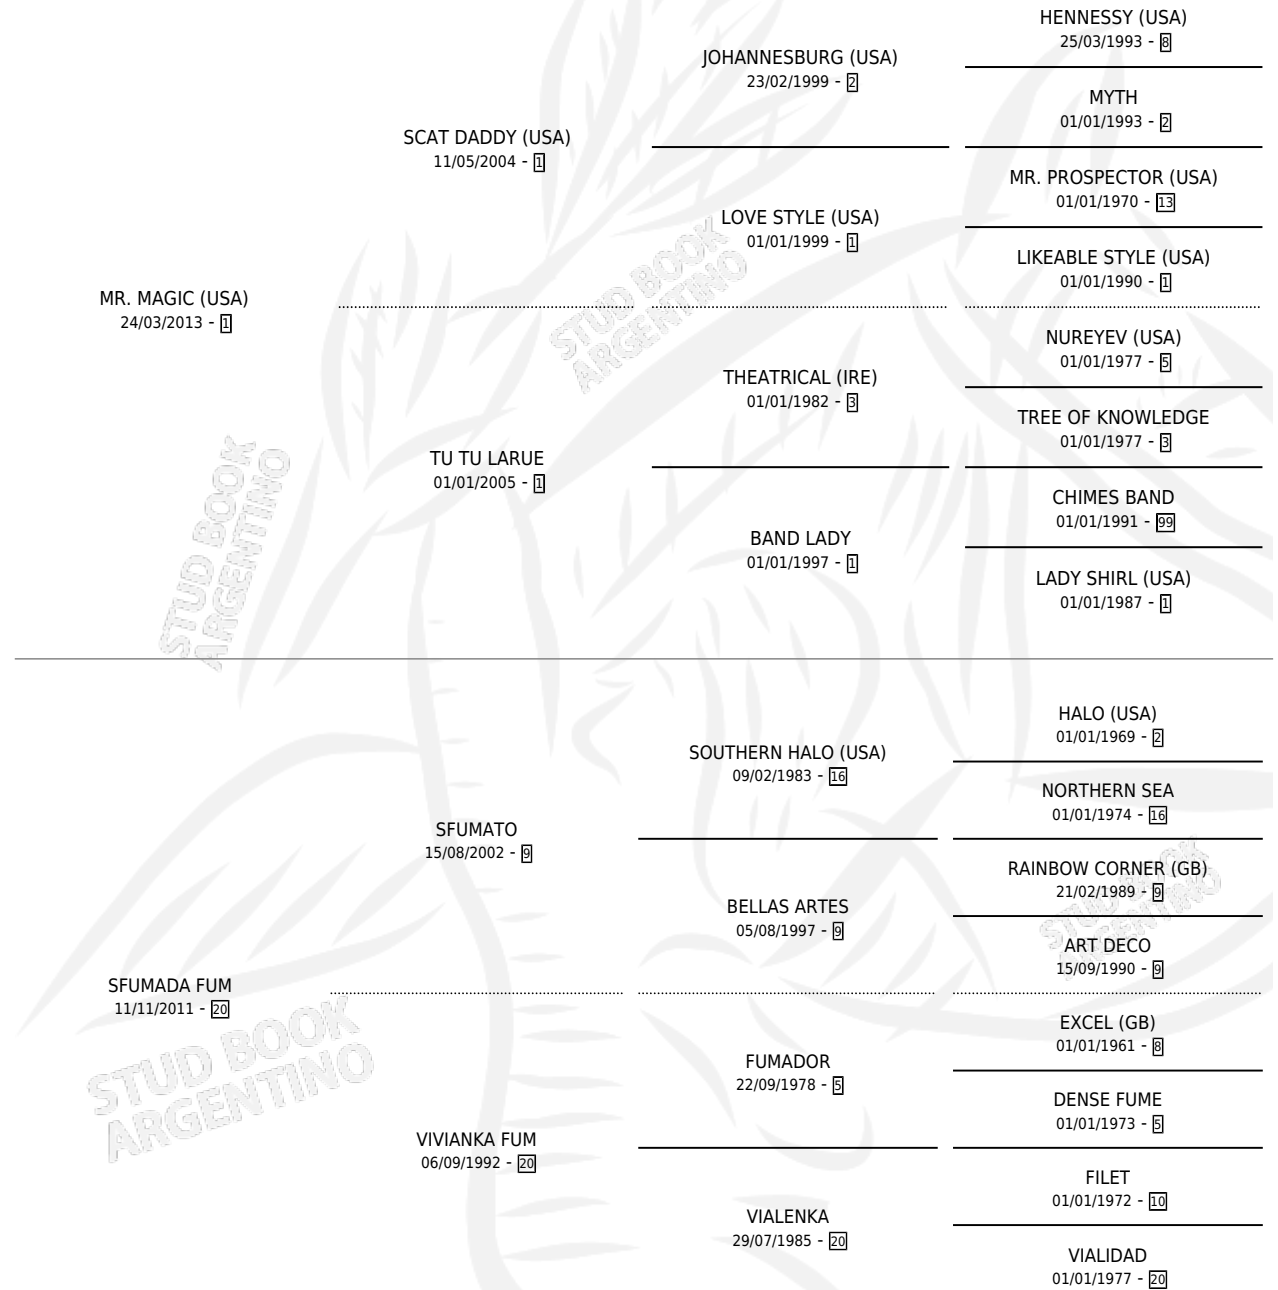 HENNESSY (USA)
25/03/1993 - 8
JOHANNESBURG (USA)
23/02/1999 - 2
MYTH
01/01/1993 - 2
SCAT DADDY (USA)
11/05/2004 - 1
MR. PROSPECTOR (USA)
01/01/1970 - 13
LOVE STYLE (USA)
01/01/1999 - 1
LIKEABLE STYLE (USA)
01/01/1990 - 1
MR. MAGIC (USA)
24/03/2013 - 1
NUREYEV (USA)
01/01/1977 - 5
THEATRICAL (IRE)
01/01/1982 - 3
TREE OF KNOWLEDGE
01/01/1977 - 3
TU TU LARUE
01/01/2005 - 1
CHIMES BAND
01/01/1991 - 99
BAND LADY
01/01/1997 - 1
LADY SHIRL (USA)
01/01/1987 - 1
HALO (USA)
01/01/1969 - 2
SOUTHERN HALO (USA)
09/02/1983 - 16
NORTHERN SEA
01/01/1974 - 16
SFUMATO
15/08/2002 - 9
RAINBOW CORNER (GB)
21/02/1989 - 9
BELLAS ARTES
05/08/1997 - 9
ART DECO
15/09/1990 - 9
SFUMADA FUM
11/11/2011 - 20
EXCEL (GB)
01/01/1961 - 8
FUMADOR
22/09/1978 - 5
DENSE FUME
01/01/1973 - 5
VIVIANKA FUM
06/09/1992 - 20
FILET
01/01/1972 - 10
VIALENKA
29/07/1985 - 20
VIALIDAD
01/01/1977 - 20
STUD BOOK
ARGENTINO
STUD BOOK
ARGENTINO
STUD BOOK
ARGENTINO
STUD BOOK
ARGENTINO